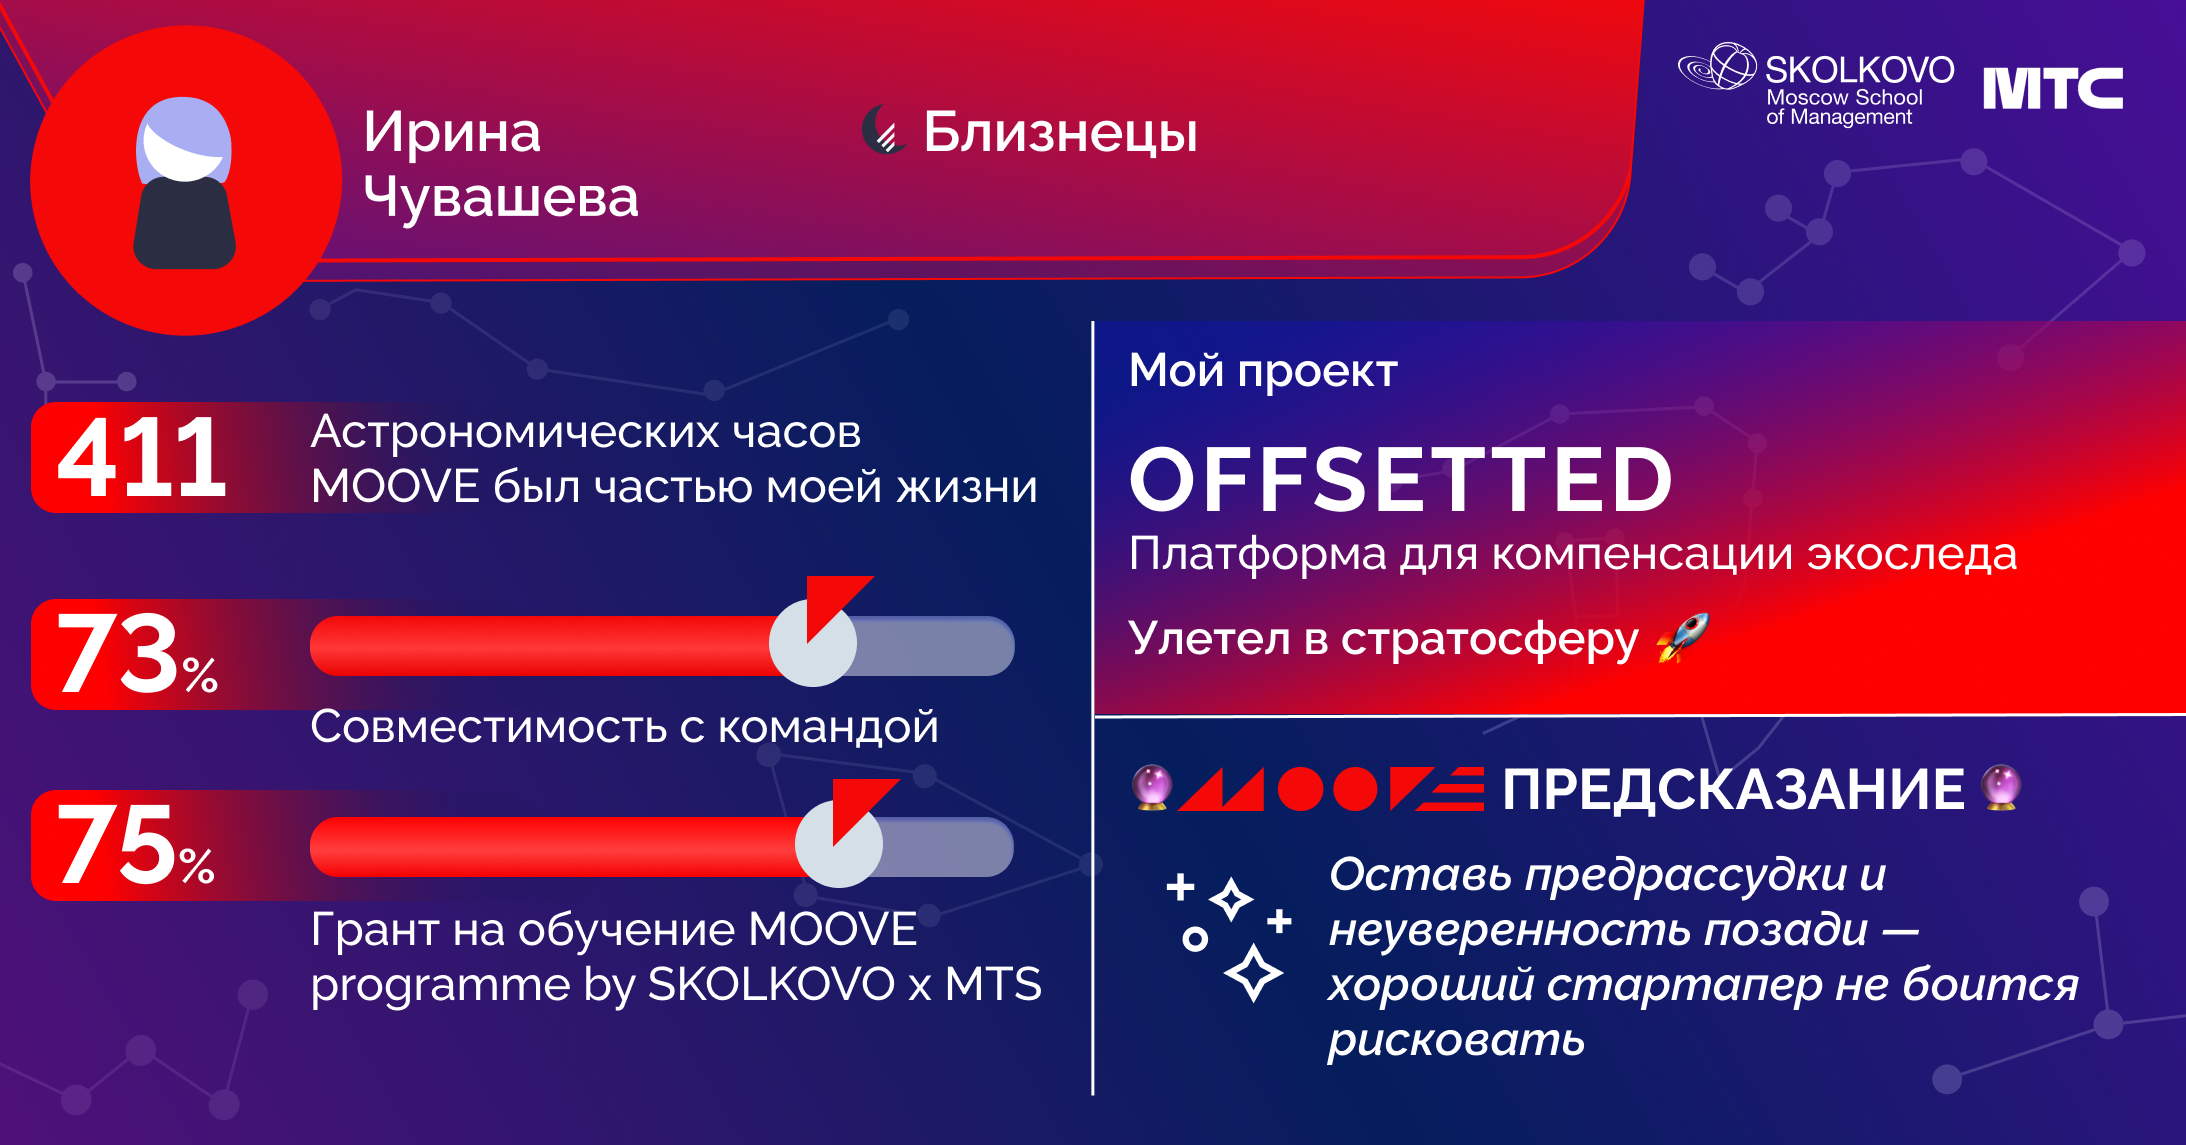 Ирина
Чувашева
Близнецы
SKOLKOVO
Moscow School
of Management
МТС
411
Астрономических часов
MOOVE был частью моей жизни
73%
Совместимость с командой
75%
Грант на обучение MOOVE
programme by SKOLKOVO x MTS
Мой проект
OFFSETTED
Платформа для компенсации экоследа
Улетел в стратосферу 🚀
🔮 MOOVE ПРЕДСКАЗАНИЕ 🔮
Оставь предрассудки и
неуверенность позади —
хороший стартапер не боится
рисковать